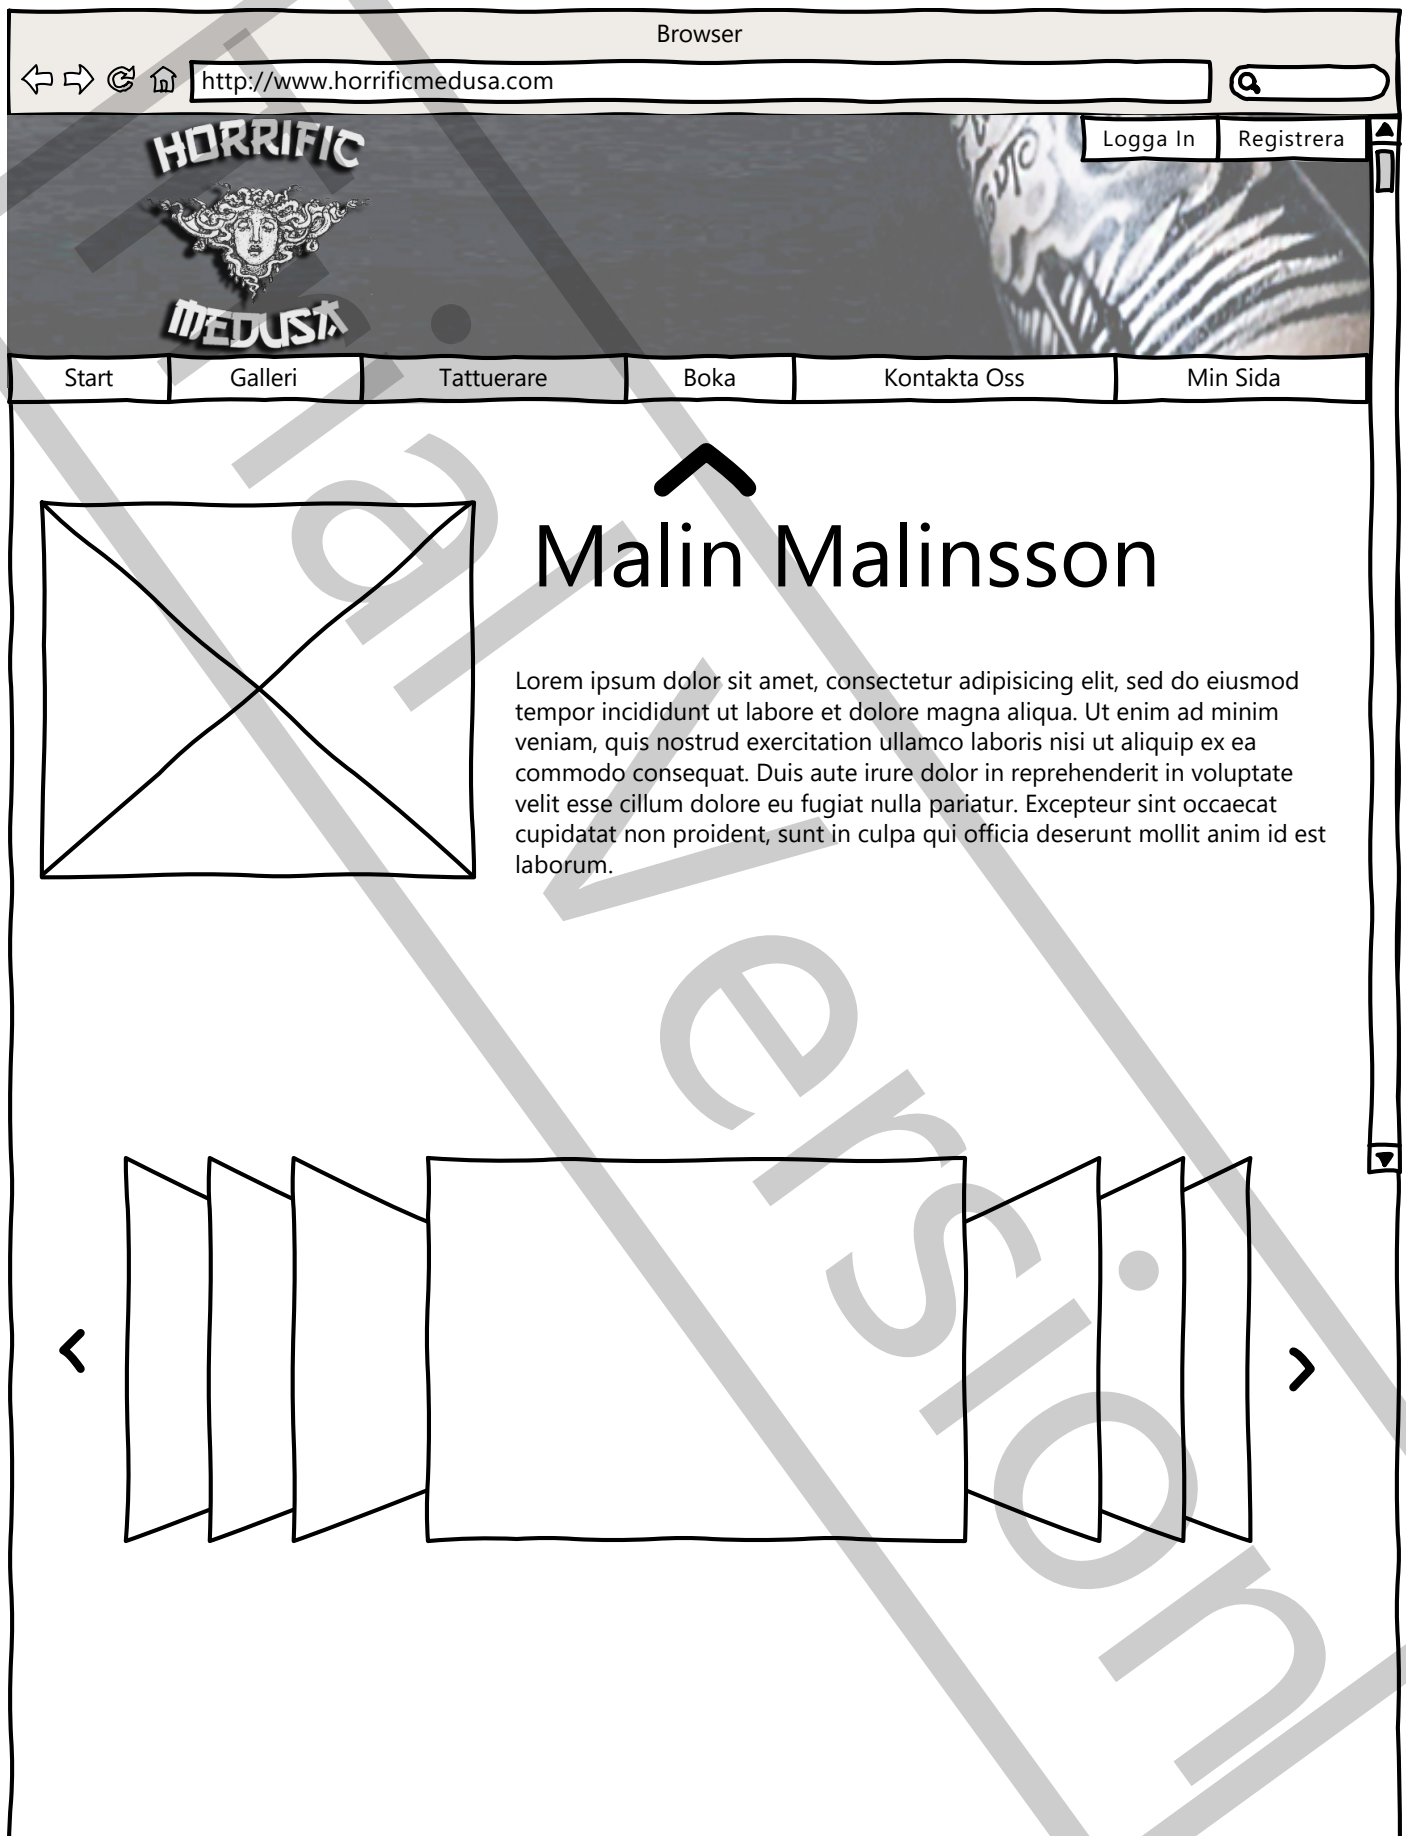 Browser
http://www.horrificmedusa.com
HORRIFIC
MEDUSA
Logga In
Registrera
Start
Galleri
Tattuerare
Boka
Kontakta Oss
Min Sida
Malin Malinsson
Lorem ipsum dolor sit amet, consectetur adipisicing elit, sed do eiusmod
tempor incididunt ut labore et dolore magna aliqua. Ut enim ad minim
veniam, quis nostrud exercitation ullamco laboris nisi ut aliquip ex ea
commodo consequat. Duis aute irure dolor in reprehenderit in voluptate
velit esse cillum dolore eu fugiat nulla pariatur. Excepteur sint occaecat
cupidatat non proident, sunt in culpa qui officia deserunt mollit anim id est
laborum.
Trial Version